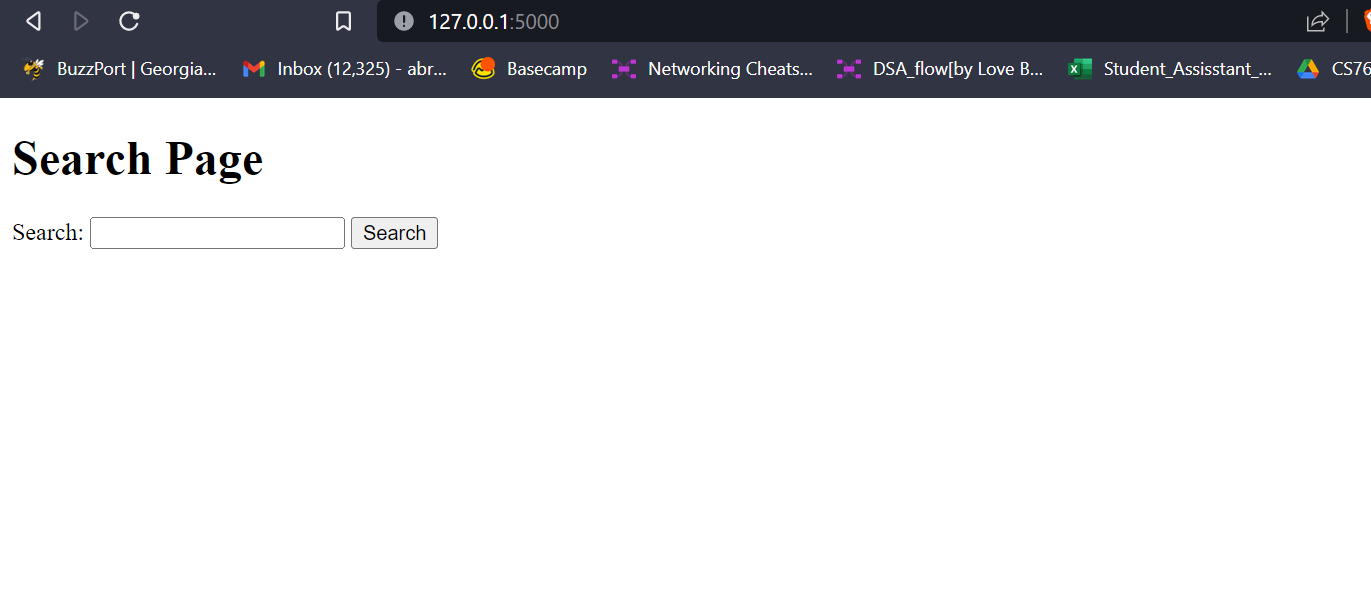 127.0.0.1:5000
BuzzPort | Georgia... Inbox (12,325) - abr... Basecamp Networking Cheats... DSA_flow[by Love B... Student_Assisstant_... CS76
Search Page
Search: Search